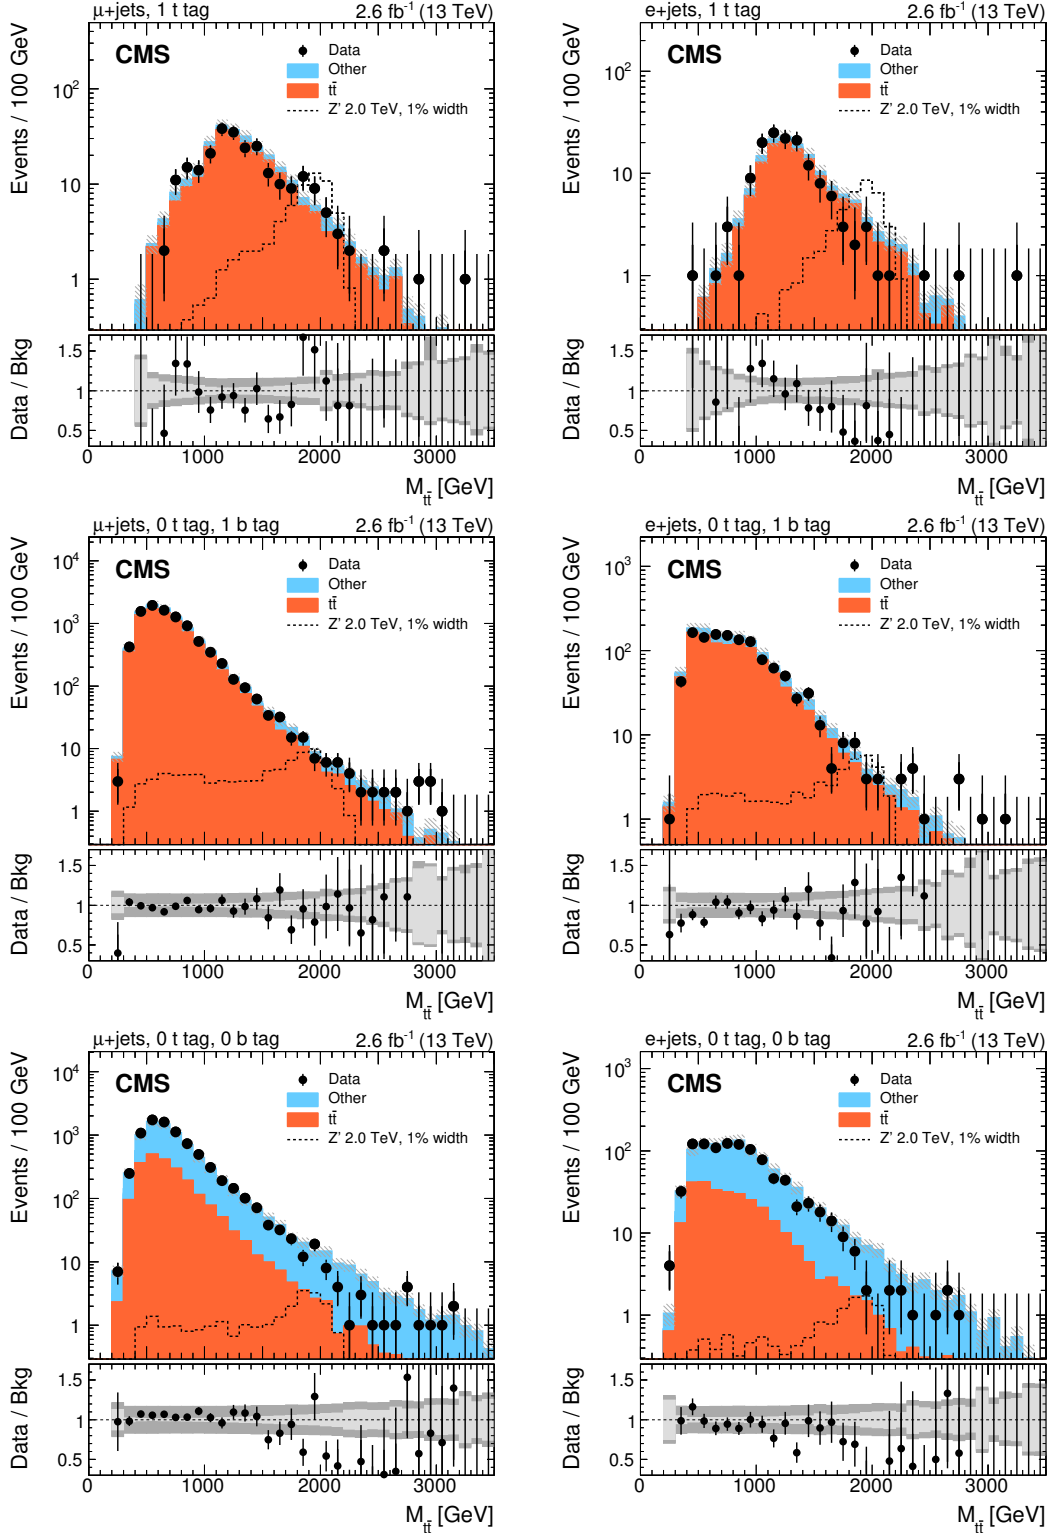 μ+jets, 1 t tag 2.6 fb⁻¹ (13 TeV)
CMS
Data
Other
tt̄
Z' 2.0 TeV, 1% width
Events / 100 GeV
10²
10
1
Data / Bkg
1.5
1
0.5
0 1000 2000 3000
M_tt̄ [GeV]
e+jets, 1 t tag 2.6 fb⁻¹ (13 TeV)
CMS
Data
Other
tt̄
Z' 2.0 TeV, 1% width
Events / 100 GeV
10²
10
1
Data / Bkg
1.5
1
0.5
0 1000 2000 3000
M_tt̄ [GeV]
μ+jets, 0 t tag, 1 b tag 2.6 fb⁻¹ (13 TeV)
CMS
Data
Other
tt̄
Z' 2.0 TeV, 1% width
Events / 100 GeV
10⁴
10³
10²
10
1
Data / Bkg
1.5
1
0.5
0 1000 2000 3000
M_tt̄ [GeV]
e+jets, 0 t tag, 1 b tag 2.6 fb⁻¹ (13 TeV)
CMS
Data
Other
tt̄
Z' 2.0 TeV, 1% width
Events / 100 GeV
10³
10²
10
1
Data / Bkg
1.5
1
0.5
0 1000 2000 3000
M_tt̄ [GeV]
μ+jets, 0 t tag, 0 b tag 2.6 fb⁻¹ (13 TeV)
CMS
Data
Other
tt̄
Z' 2.0 TeV, 1% width
Events / 100 GeV
10⁴
10³
10²
10
1
Data / Bkg
1.5
1
0.5
0 1000 2000 3000
M_tt̄ [GeV]
e+jets, 0 t tag, 0 b tag 2.6 fb⁻¹ (13 TeV)
CMS
Data
Other
tt̄
Z' 2.0 TeV, 1% width
Events / 100 GeV
10³
10²
10
1
Data / Bkg
1.5
1
0.5
0 1000 2000 3000
M_tt̄ [GeV]